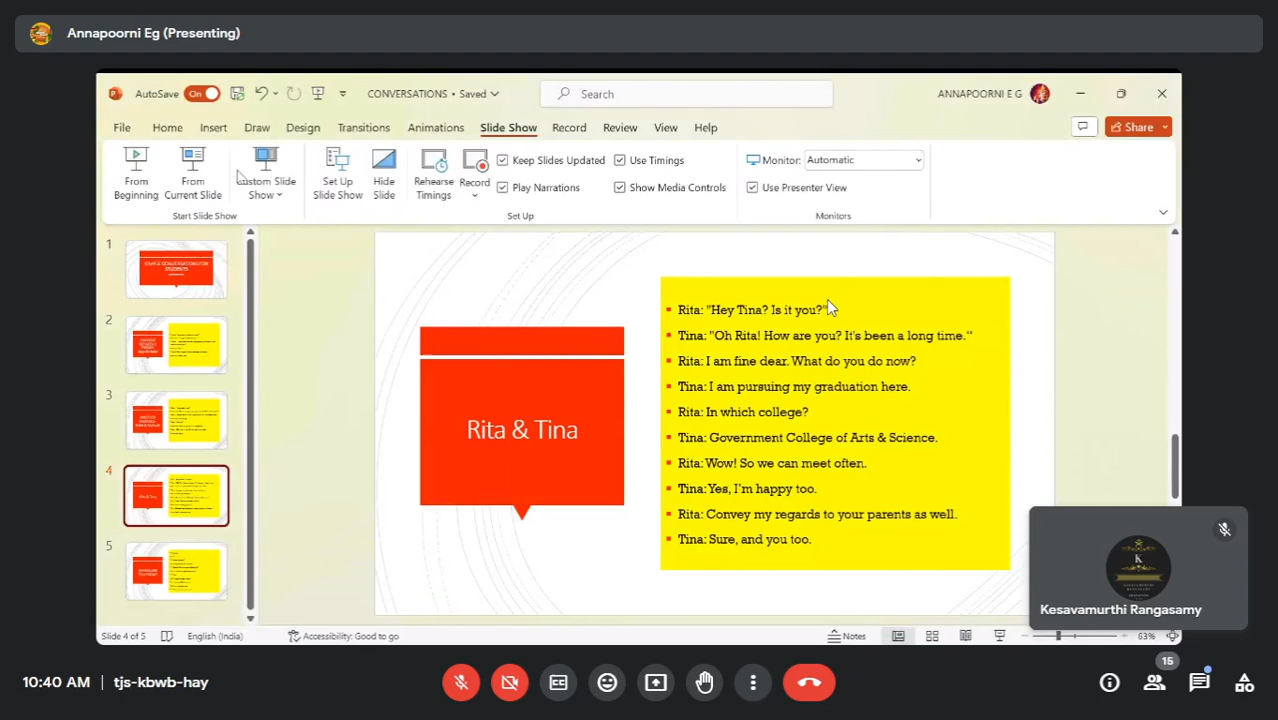 Annapoorni Eg (Presenting)
AutoSave On CONVERSATIONS • Saved Search ANNAPOORNI E G
File Home Insert Draw Design Transitions Animations Slide Show Record Review View Help Share
From Beginning
From Current Slide
Custom Slide Show
Set Up Slide Show
Hide Slide
Rehearse Timings
Record
Keep Slides Updated
Play Narrations
Use Timings
Show Media Controls
Monitor: Automatic
Use Presenter View
Start Slide Show Set Up Monitors
1
2
3
4
5
Rita & Tina
Rita: "Hey Tina? Is it you?"
Tina: "Oh Rita! How are you? It's been a long time."
Rita: I am fine dear. What do you do now?
Tina: I am pursuing my graduation here.
Rita: In which college?
Tina: Government College of Arts & Science.
Rita: Wow! So we can meet often.
Tina: Yes, I'm happy too.
Rita: Convey my regards to your parents as well.
Tina: Sure, and you too.
K
Kesavamurthi Rangasamy
Slide 4 of 5 English (India) Accessibility: Good to go Notes 63%
10:40 AM | tjs-kbwb-hay
15